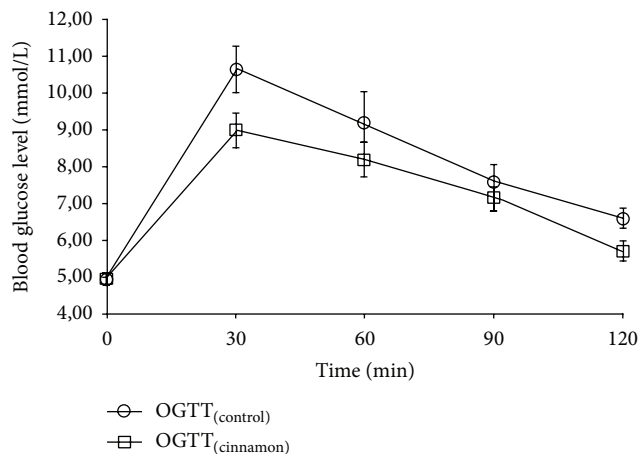 12,00
11,00
10,00
9,00
8,00
7,00
6,00
5,00
4,00
Blood glucose level (mmol/L)
0 30 60 90 120
Time (min)
OGTT(control)
OGTT(cinnamon)